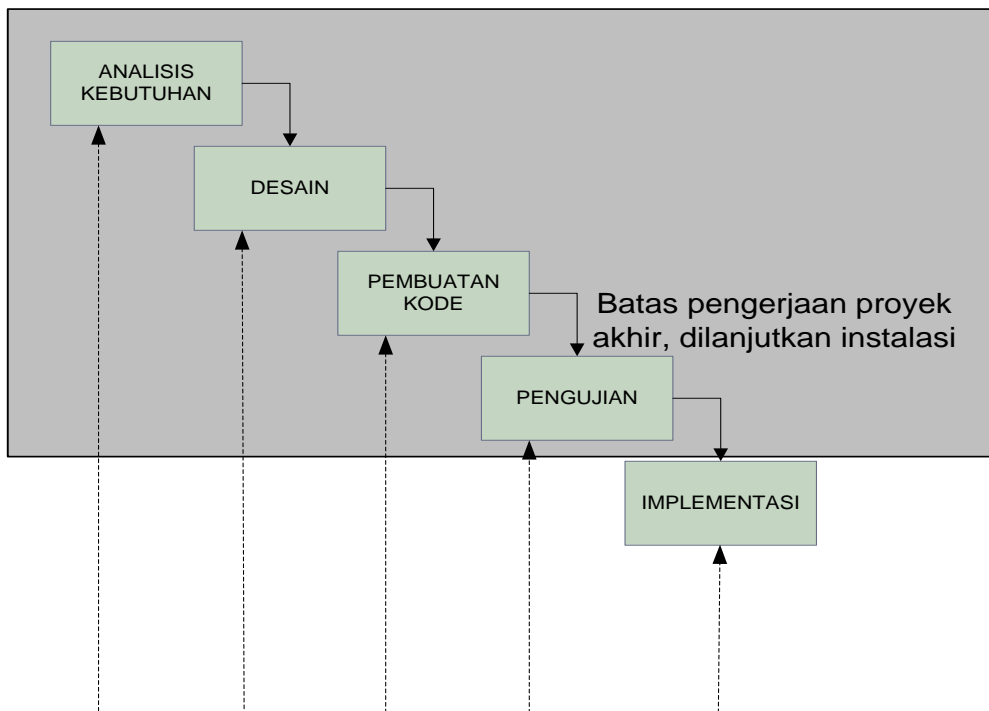 ANALISIS
KEBUTUHAN
DESAIN
PEMBUATAN
KODE
Batas pengerjaan proyek
akhir, dilanjutkan instalasi
PENGUJIAN
IMPLEMENTASI